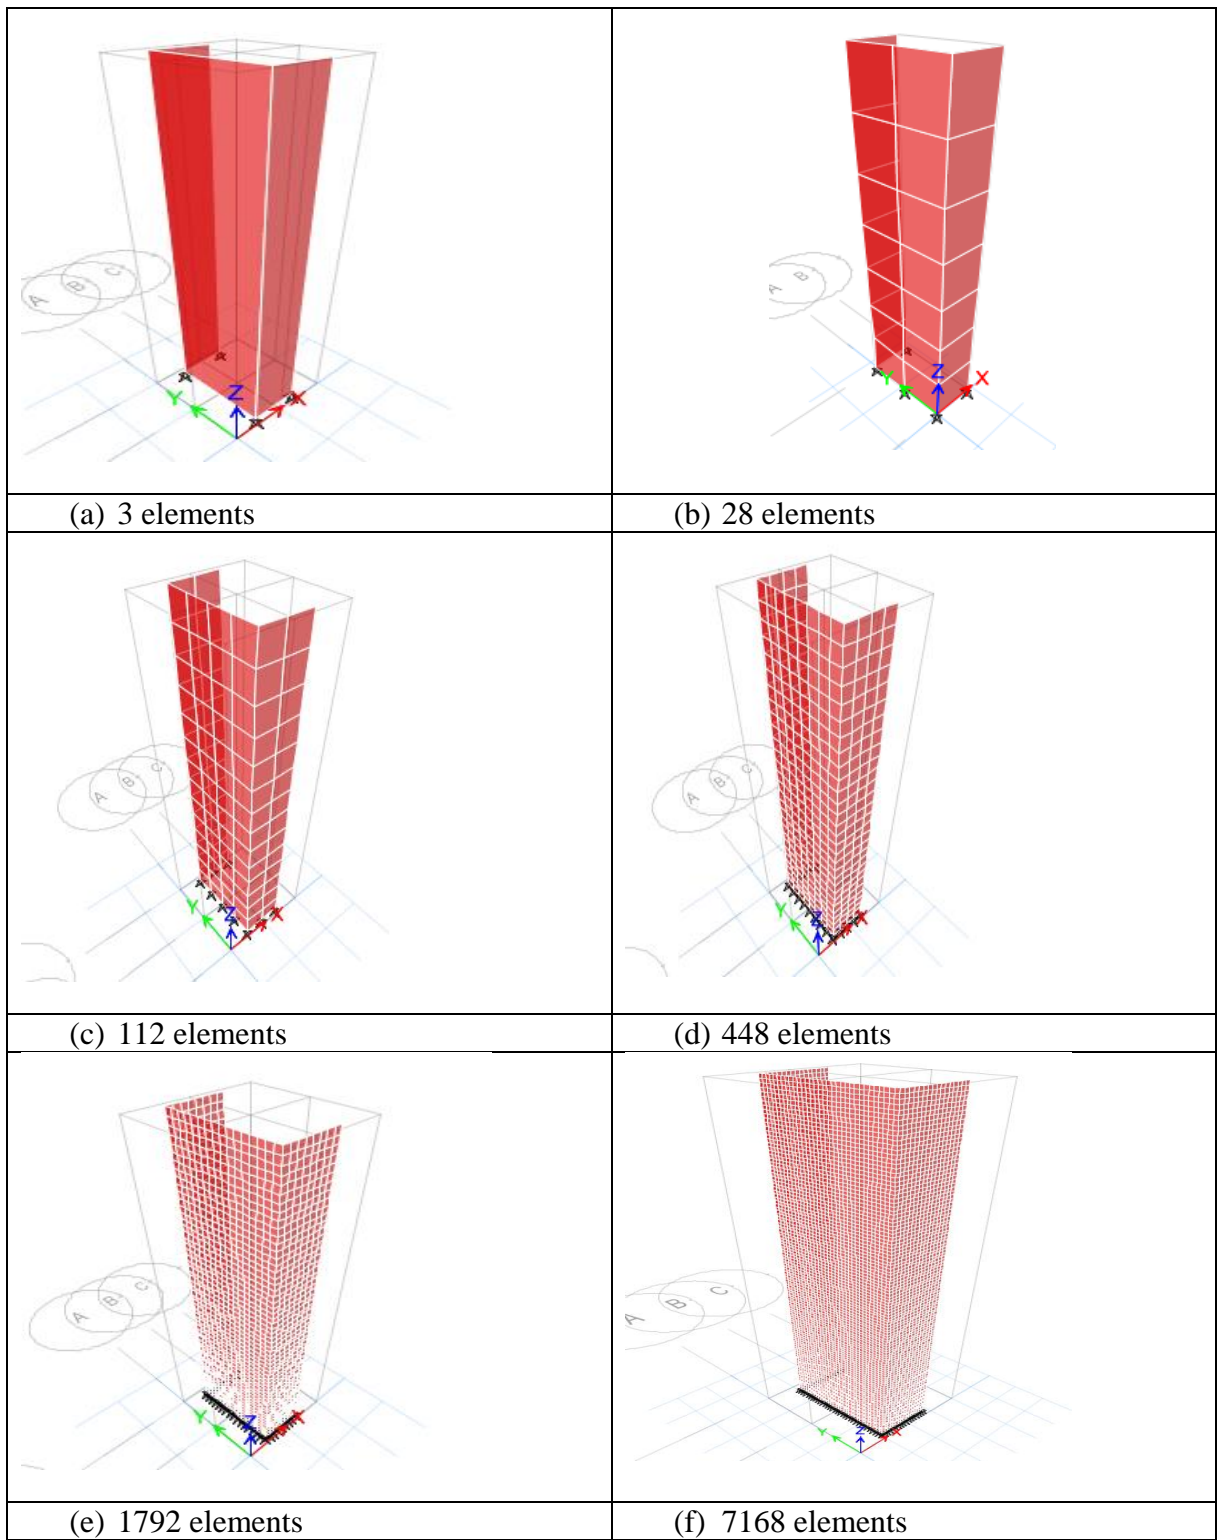 A B C
Y Z X
(a) 3 elements
A B
Y Z X
(b) 28 elements
A B C
Y Z X
(c) 112 elements
A B C
Y Z X
(d) 448 elements
A B C
Y Z X
(e) 1792 elements
A B C
Y Z X
(f) 7168 elements